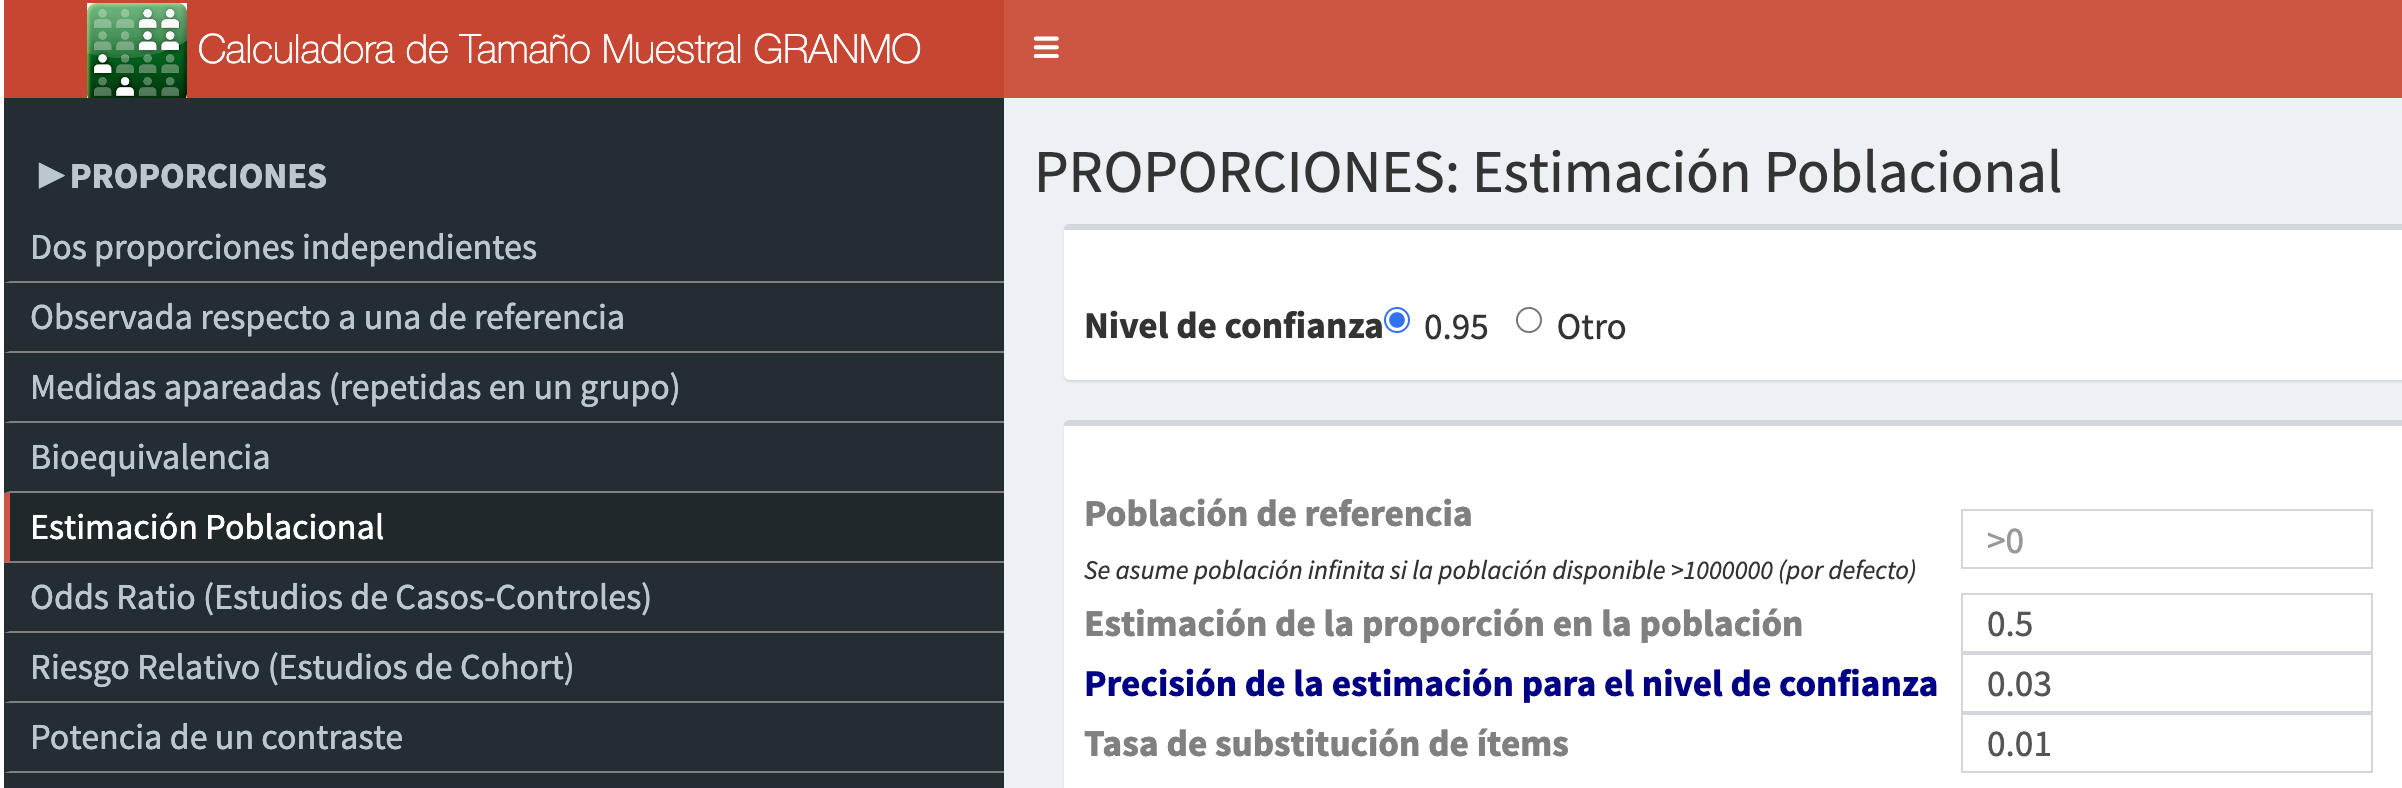 Calculadora de Tamaño Muestral GRANMO
PROPORCIONES
Dos proporciones independientes
Observada respecto a una de referencia
Medidas apareadas (repetidas en un grupo)
Bioequivalencia
Estimación Poblacional
Odds Ratio (Estudios de Casos-Controles)
Riesgo Relativo (Estudios de Cohort)
Potencia de un contraste
PROPORCIONES: Estimación Poblacional
Nivel de confianza 0.95 Otro
Población de referencia >0
Se asume población infinita si la población disponible >1000000 (por defecto)
Estimación de la proporción en la población 0.5
Precisión de la estimación para el nivel de confianza 0.03
Tasa de substitución de ítems 0.01